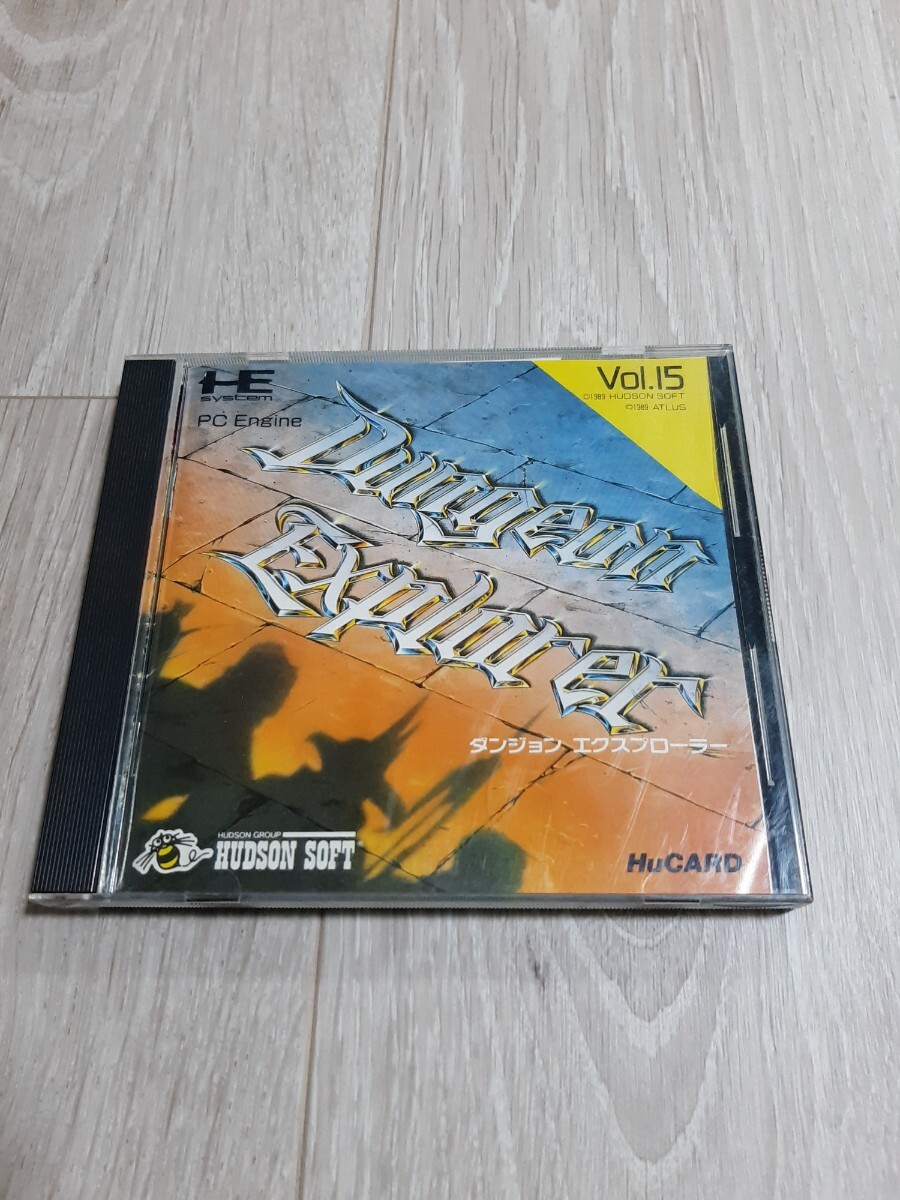 HE
system
PC Engine
Vol.15
©1989 HUDSON SOFT
©1989 ATLUS
Dungeon
Explorer
ダンジョン エクスプローラー
HUDSON GROUP
HUDSON SOFT
HuCARD